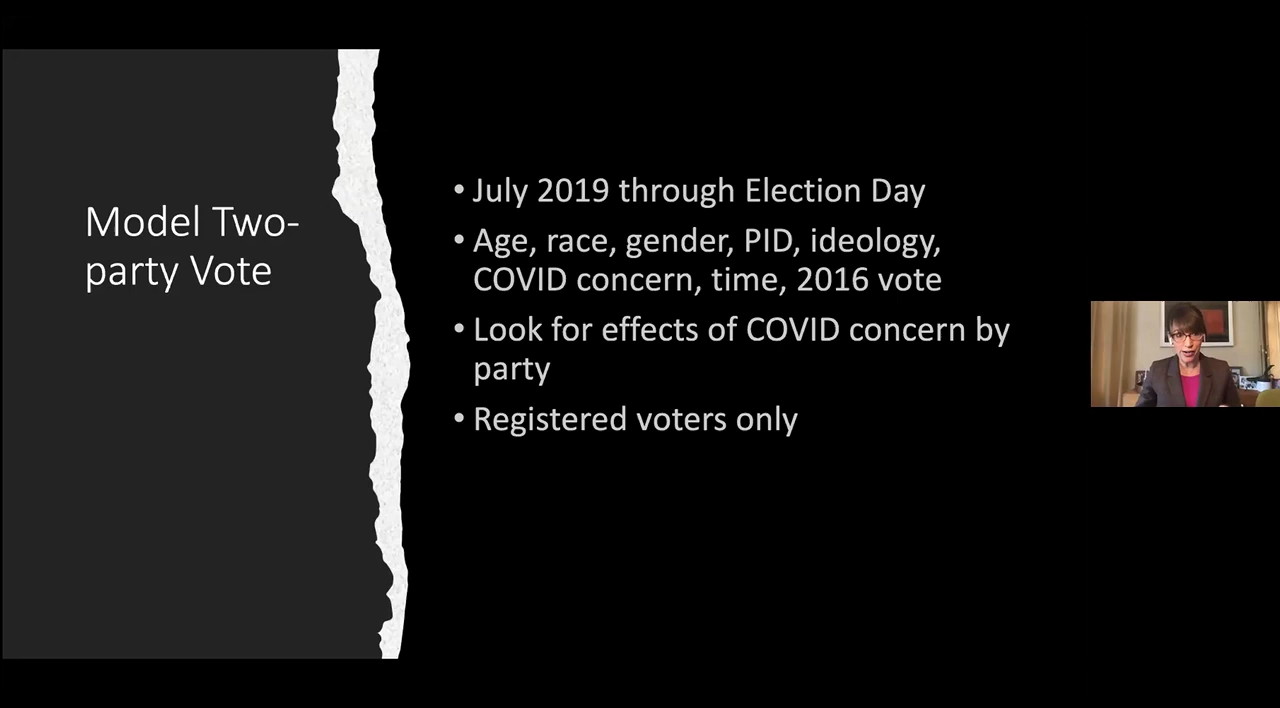 Model Two-
party Vote
• July 2019 through Election Day
• Age, race, gender, PID, ideology,
COVID concern, time, 2016 vote
• Look for effects of COVID concern by
party
• Registered voters only